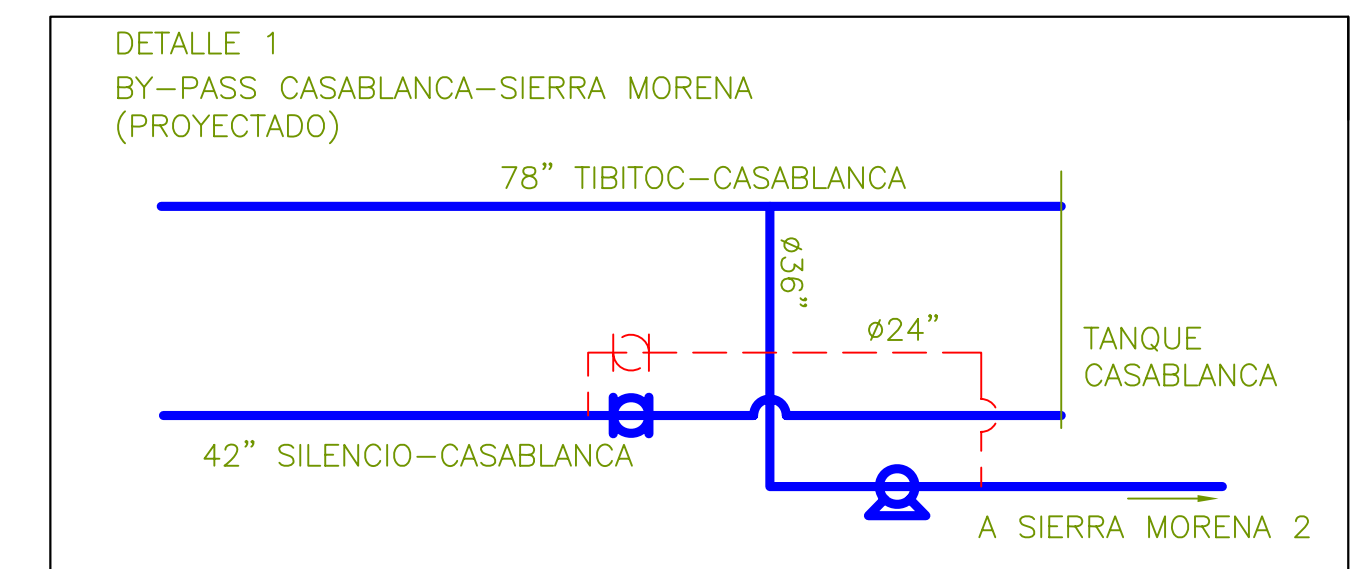 DETALLE 1
BY-PASS CASABLANCA-SIERRA MORENA
(PROYECTADO)
78" TIBITOC-CASABLANCA
ø36"
ø24"
TANQUE
CASABLANCA
42" SILENCIO-CASABLANCA
A SIERRA MORENA 2